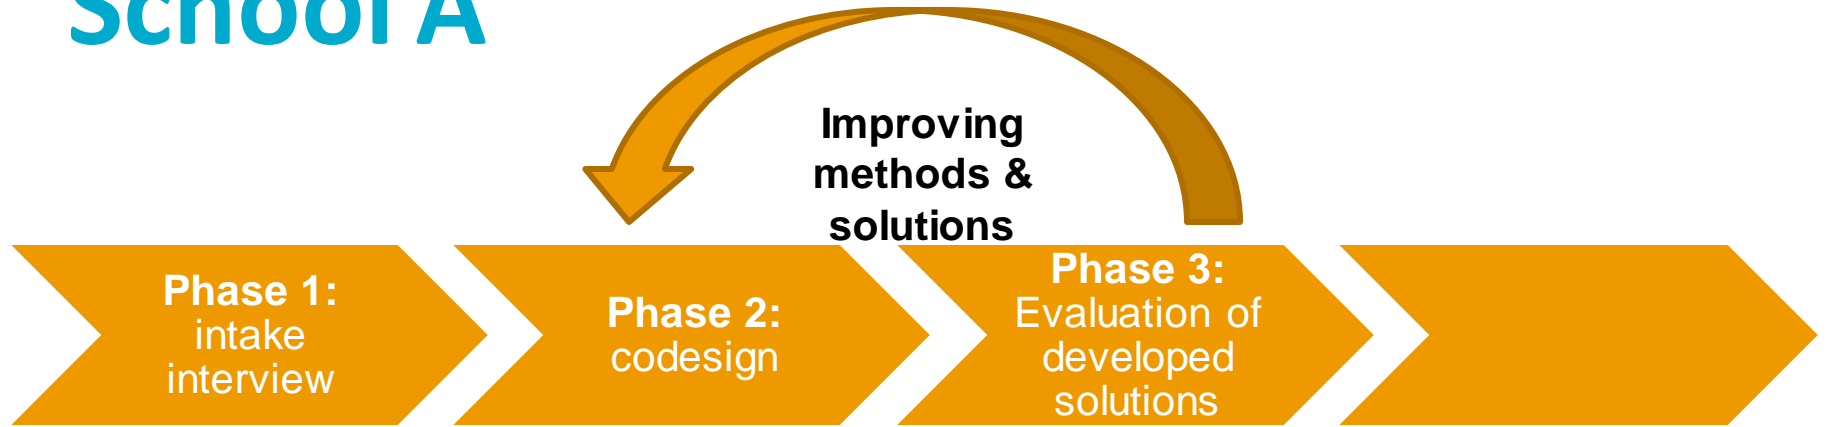 School A
Improving
methods &
solutions
Phase 1:
intake
interview
Phase 2:
codesign
Phase 3:
Evaluation of
developed
solutions